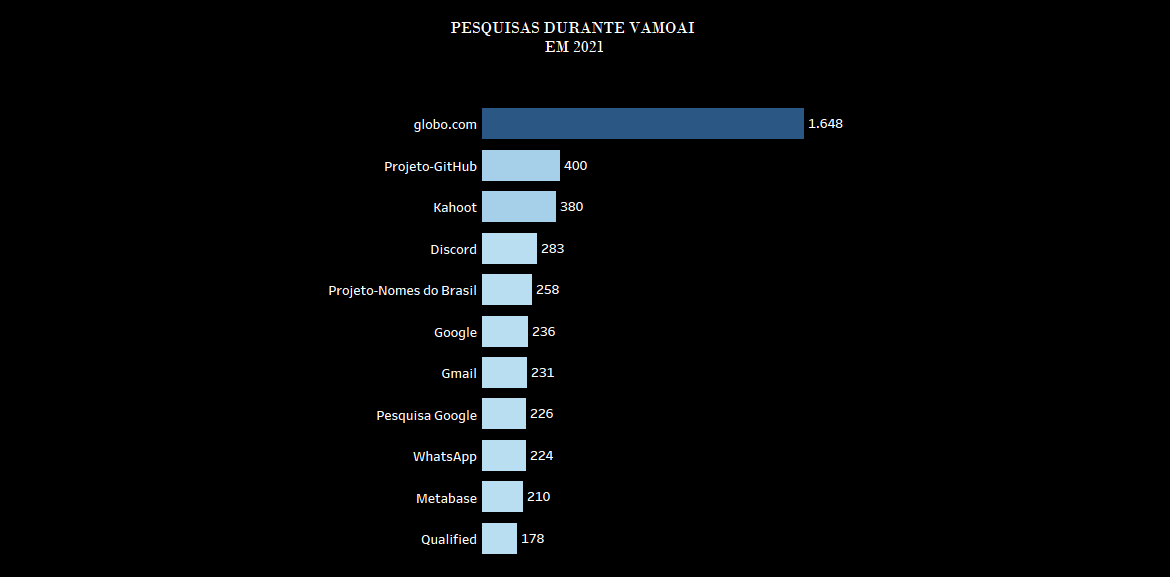 PESQUISAS DURANTE VAMOAI
EM 2021
globo.com 1.648
Projeto-GitHub 400
Kahoot 380
Discord 283
Projeto-Nomes do Brasil 258
Google 236
Gmail 231
Pesquisa Google 226
WhatsApp 224
Metabase 210
Qualified 178